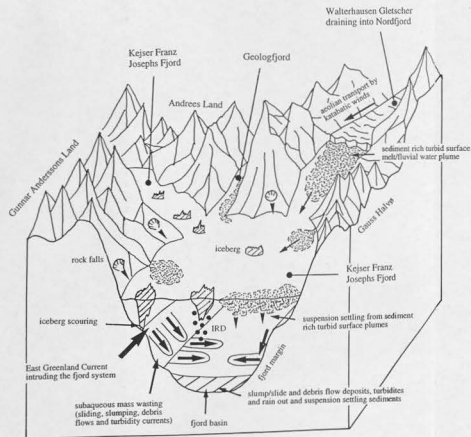 Walterhausen Gletscher
draining into Nordfjord
Kejser Franz
Josephs Fjord
Geologfjord
Andrees Land
aeolian transport by
katabatic winds
Gunnar Anderssons Land
sediment rich turbid surface
melt/fluvial water plume
Gauss Halvø
rock falls
iceberg
Kejser Franz
Josephs Fjord
iceberg scouring
IRD
suspension settling from sediment
rich turbid surface plumes
East Greenland Current
intruding the fjord system
fjord margin
subaqueous mass wasting
(sliding, slumping, debris
flows and turbidity currents)
fjord basin
slump/slide and debris flow deposits, turbidites
and rain out and suspension settling sediments